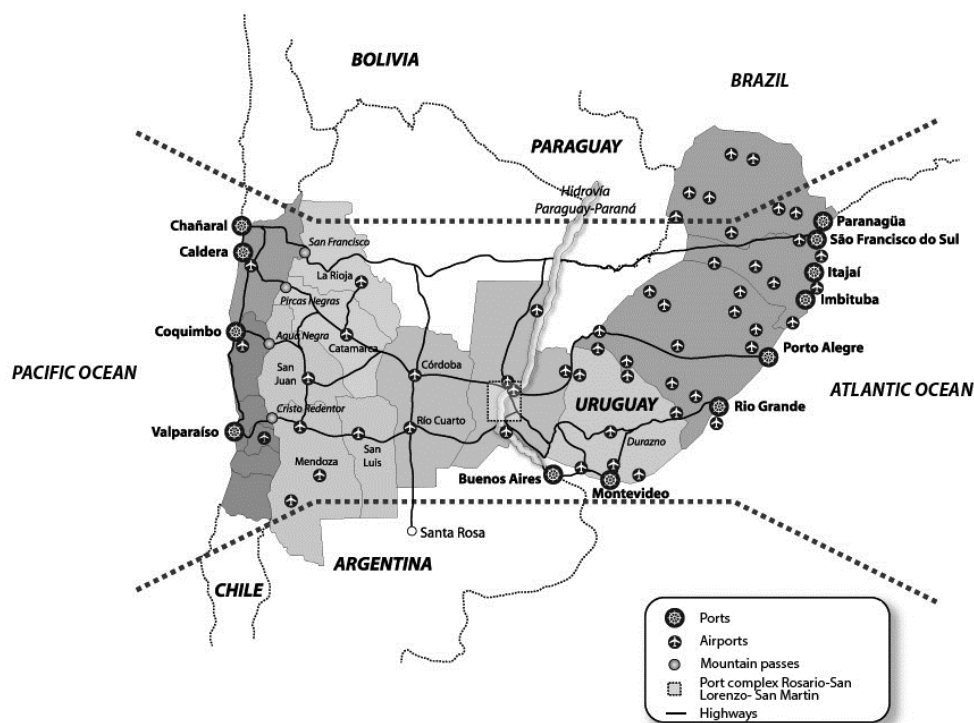 BOLIVIA
BRAZIL
PARAGUAY
Hidrovía
Paraguay-Paraná
Chañaral
Caldera
San Francisco
La Rioja
Pircas Negras
Coquimbo
Agua Negra
Catamarca
San
Juan
Córdoba
PACIFIC OCEAN
Cristo Redentor
Valparaíso
Mendoza
San
Luis
Río Cuarto
Paranagüa
São Francisco do Sul
Itajaí
Imbituba
Porto Alegre
ATLANTIC OCEAN
URUGUAY
Rio Grande
Durazno
Buenos Aires
Montevideo
Santa Rosa
ARGENTINA
CHILE
Ports
Airports
Mountain passes
Port complex Rosario-San
Lorenzo- San Martin
Highways